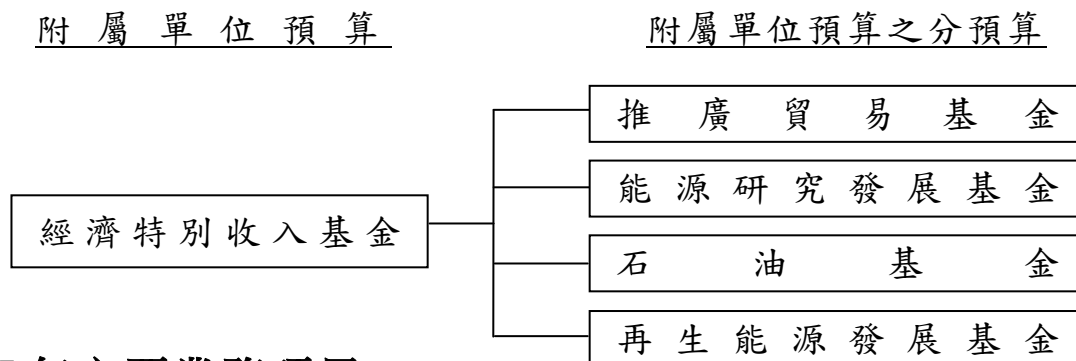 附屬單位預算
附屬單位預算之分預算
推廣貿易基金
能源研究發展基金
經濟特別收入基金
石油基金
再生能源發展基金